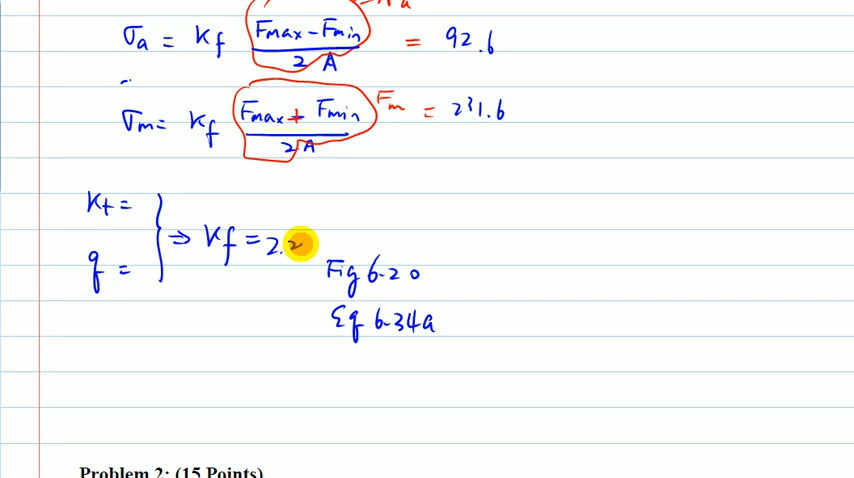 a
σa = Kf (Fmax - Fmin) / 2 A = 92.6
σm = Kf (Fmax + Fmin) / 2A Fm = 231.6
Kt =
q =
⇒ Kf = 2.2
Fig 6-20
Eq 6-34a
Problem 2: (15 Points)